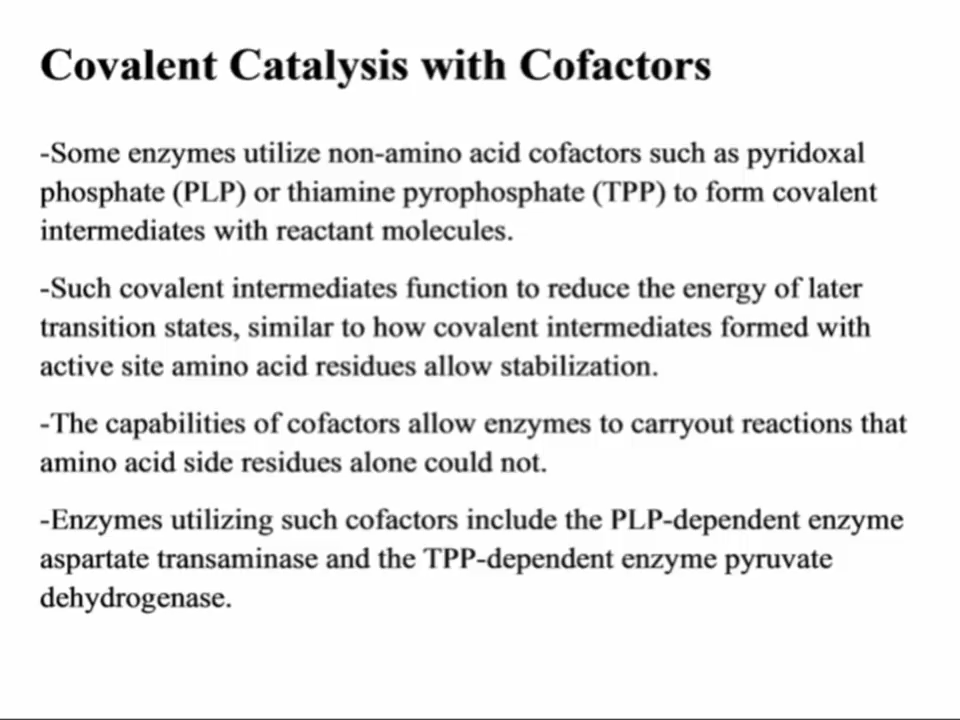 Covalent Catalysis with Cofactors
-Some enzymes utilize non-amino acid cofactors such as pyridoxal
phosphate (PLP) or thiamine pyrophosphate (TPP) to form covalent
intermediates with reactant molecules.
-Such covalent intermediates function to reduce the energy of later
transition states, similar to how covalent intermediates formed with
active site amino acid residues allow stabilization.
-The capabilities of cofactors allow enzymes to carryout reactions that
amino acid side residues alone could not.
-Enzymes utilizing such cofactors include the PLP-dependent enzyme
aspartate transaminase and the TPP-dependent enzyme pyruvate
dehydrogenase.